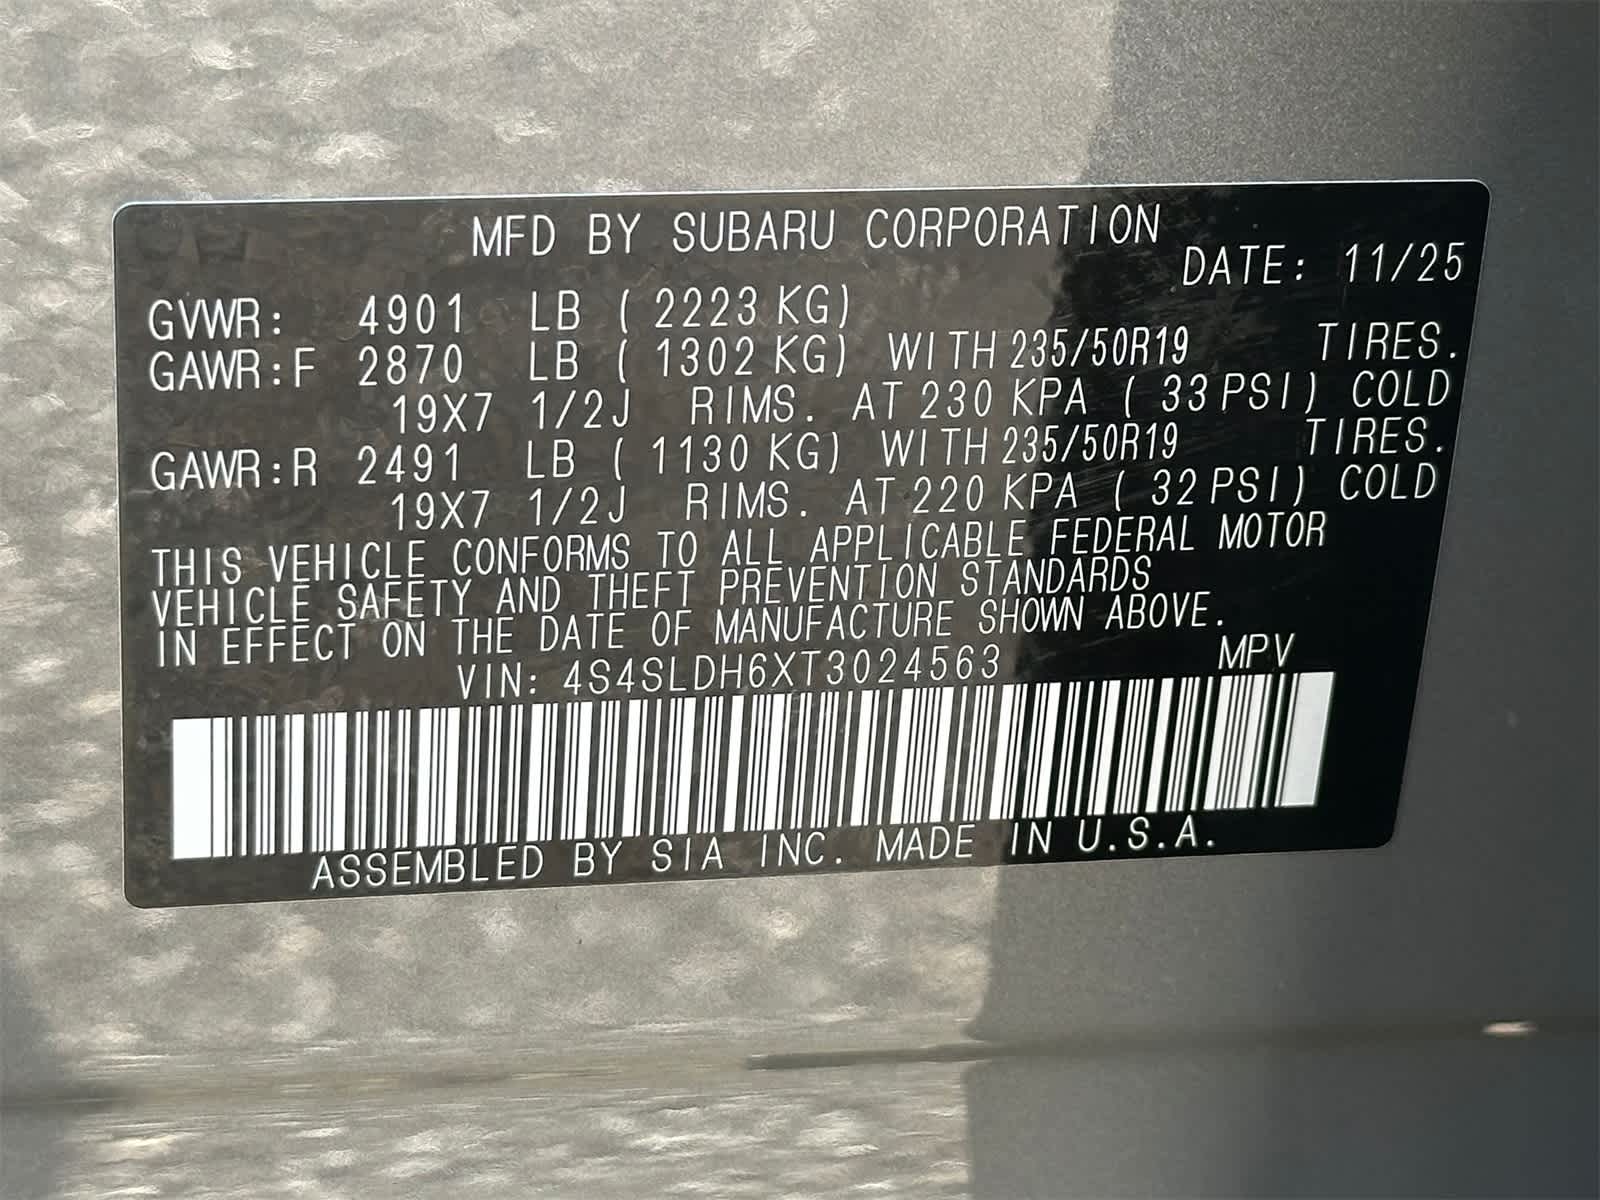 MFD BY SUBARU CORPORATION
DATE: 11/25
GVWR: 4901 LB ( 2223 KG)
GAWR:F 2870 LB ( 1302 KG) WITH 235/50R19 TIRES.
19X7 1/2J RIMS. AT 230 KPA ( 33 PSI) COLD
GAWR:R 2491 LB ( 1130 KG) WITH 235/50R19 TIRES.
19X7 1/2J RIMS. AT 220 KPA ( 32 PSI) COLD
THIS VEHICLE CONFORMS TO ALL APPLICABLE FEDERAL MOTOR
VEHICLE SAFETY AND THEFT PREVENTION STANDARDS
IN EFFECT ON THE DATE OF MANUFACTURE SHOWN ABOVE.
VIN: 4S4SLDH6XT3024563 MPV
ASSEMBLED BY SIA INC. MADE IN U.S.A.